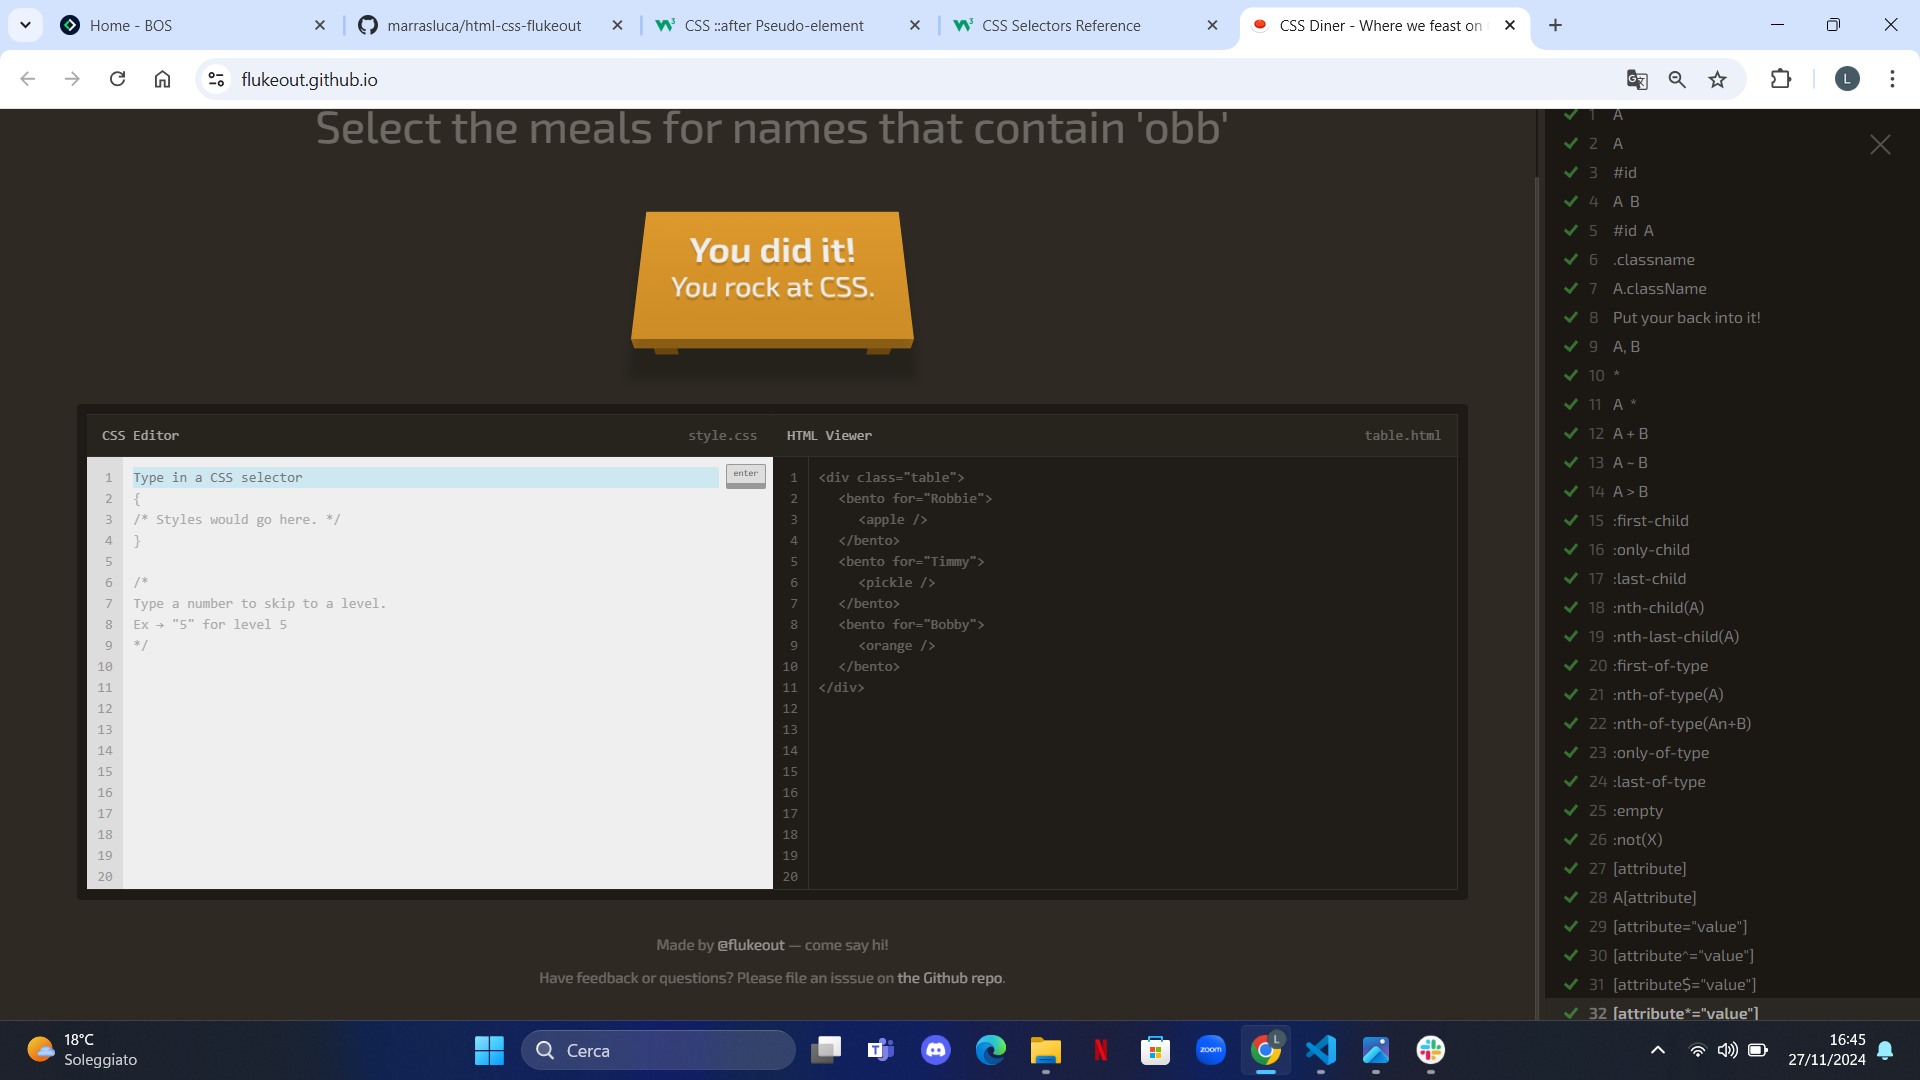 Home - BOS
marrasluca/html-css-flukeout
CSS ::after Pseudo-element
CSS Selectors Reference
CSS Diner - Where we feast on
flukeout.github.io
L
Select the meals for names that contain 'obb'
You did it!
You rock at CSS.
CSS Editor
style.css
HTML Viewer
table.html
1 Type in a CSS selector
enter
2 {
3 /* Styles would go here. */
4 }
5
6 /*
7 Type a number to skip to a level.
8 Ex → "5" for level 5
9 */
10
11
12
13
14
15
16
17
18
19
20
1 <div class="table">
2 <bento for="Robbie">
3 <apple />
4 </bento>
5 <bento for="Timmy">
6 <pickle />
7 </bento>
8 <bento for="Bobby">
9 <orange />
10 </bento>
11 </div>
12
13
14
15
16
17
18
19
20
Made by @flukeout — come say hi!
Have feedback or questions? Please file an isssue on the Github repo.
1 A
2 A
3 #id
4 A B
5 #id A
6 .classname
7 A.className
8 Put your back into it!
9 A, B
10 *
11 A *
12 A + B
13 A ~ B
14 A > B
15 :first-child
16 :only-child
17 :last-child
18 :nth-child(A)
19 :nth-last-child(A)
20 :first-of-type
21 :nth-of-type(A)
22 :nth-of-type(An+B)
23 :only-of-type
24 :last-of-type
25 :empty
26 :not(X)
27 [attribute]
28 A[attribute]
29 [attribute="value"]
30 [attribute^="value"]
31 [attribute$="value"]
32 [attribute*="value"]
18°C
Soleggiato
Cerca
zoom
L
16:45
27/11/2024